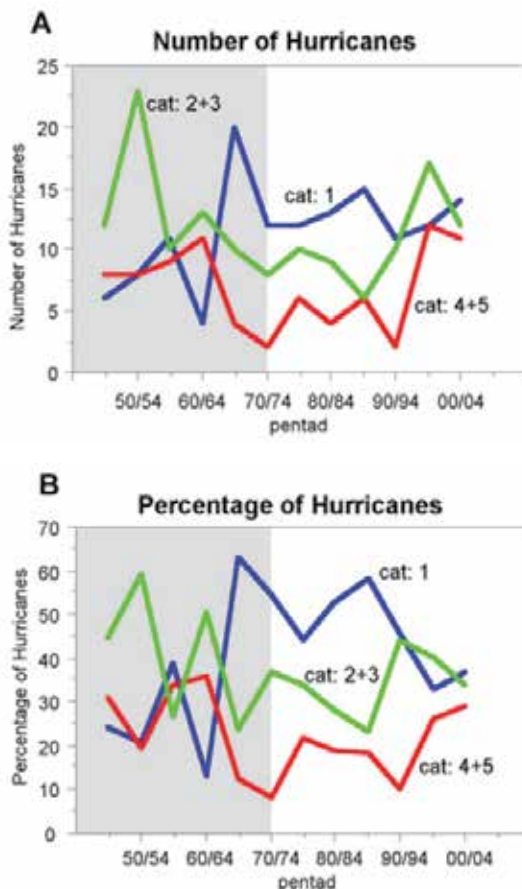 A
Number of Hurricanes
25
20
15
10
5
0
Number of Hurricanes
cat: 2+3
cat: 1
cat: 4+5
50/54 60/64 70/74 80/84 90/94 00/04
pentad
B
Percentage of Hurricanes
70
60
50
40
30
20
10
0
Percentage of Hurricanes
cat: 1
cat: 2+3
cat: 4+5
50/54 60/64 70/74 80/84 90/94 00/04
pentad